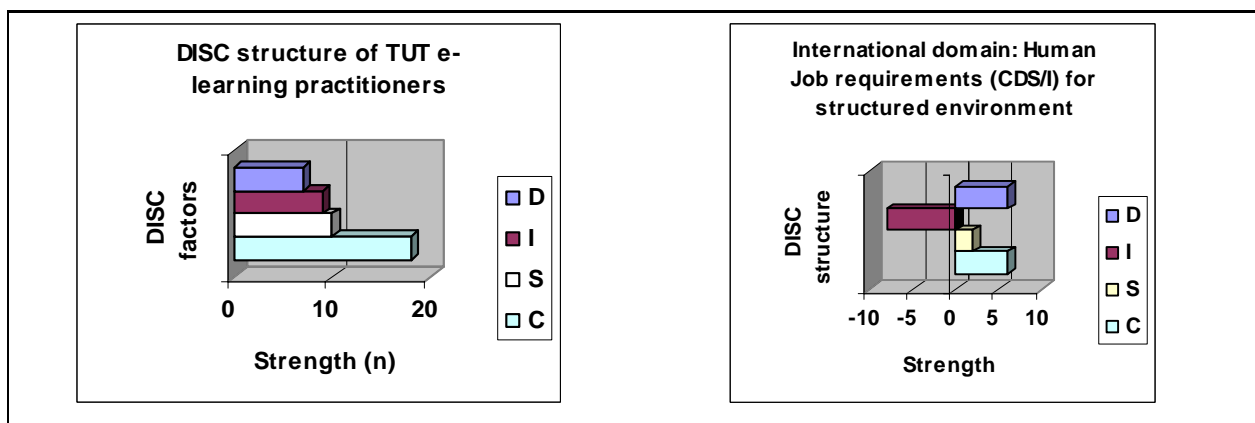 DISC structure of TUT e-
learning practitioners
DISC
factors
0
10
20
Strength (n)
D
I
S
C
International domain: Human
Job requirements (CDS/I) for
structured environment
DISC
structure
-10
-5
0
5
10
Strength
D
I
S
C